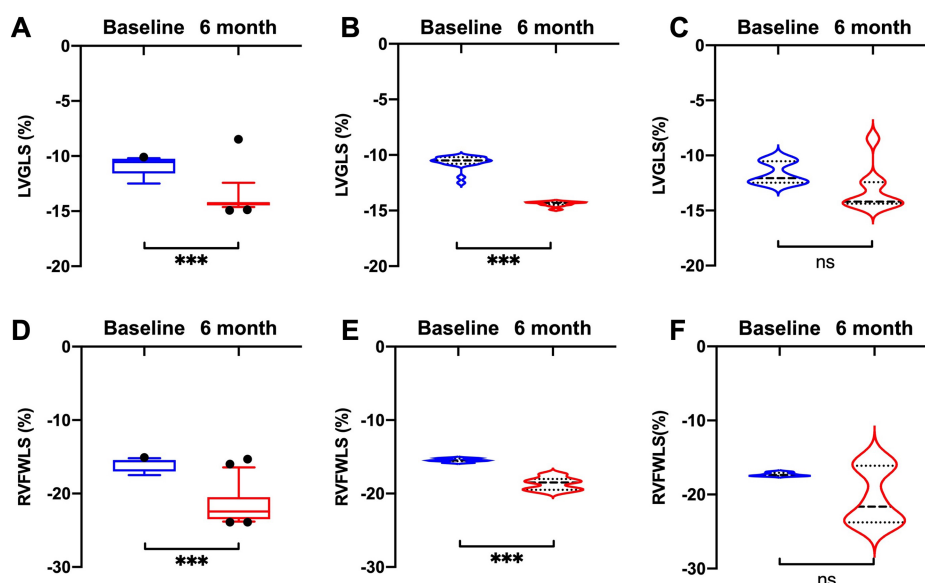 A Baseline 6 month
B Baseline 6 month
C Baseline 6 month
LVGLS (%)
0
-5
-10
-15
-20
***
LVGLS (%)
0
-5
-10
-15
-20
***
LVGLS(%)
0
-5
-10
-15
-20
ns
D Baseline 6 month
E Baseline 6 month
F Baseline 6 month
RVFWLS (%)
0
-10
-20
-30
***
RVFWLS (%)
0
-10
-20
-30
***
RVFWLS(%)
0
-10
-20
-30
ns